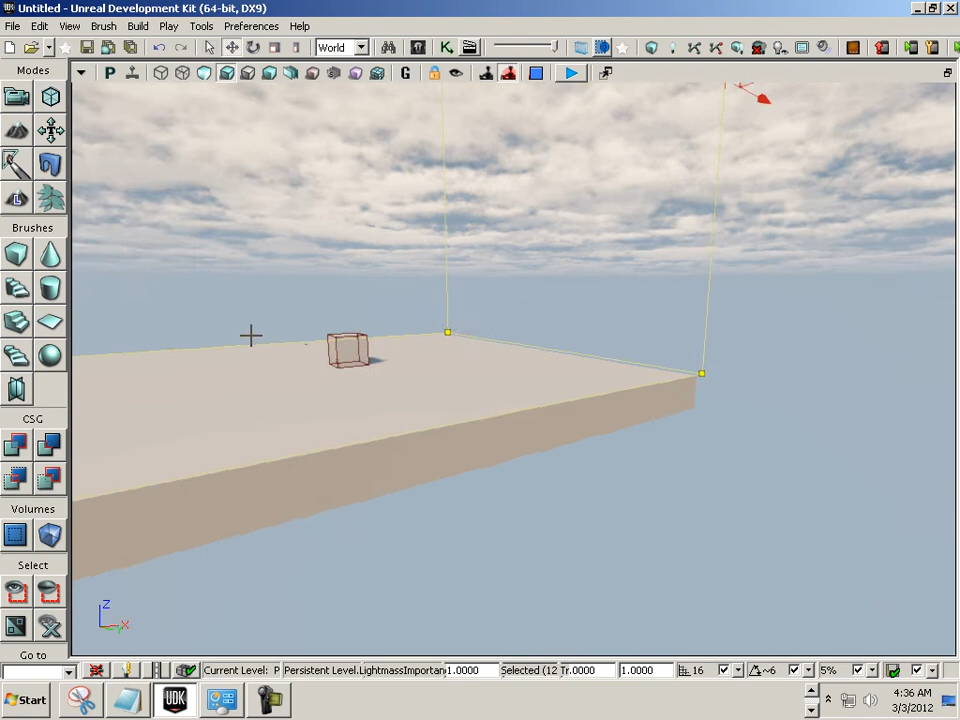 Untitled - Unreal Development Kit (64-bit, DX9)
File Edit View Brush Build Play Tools Preferences Help
World
Modes
P G
Brushes
CSG
Volumes
Select
Z
X
Y
Go to
Current Level: P Persistent Level.LightmassImportan 1.0000 Selected (12 Tr .0000 1.0000 16 ~6 5%
Start
UDK
4:36 AM
3/3/2012